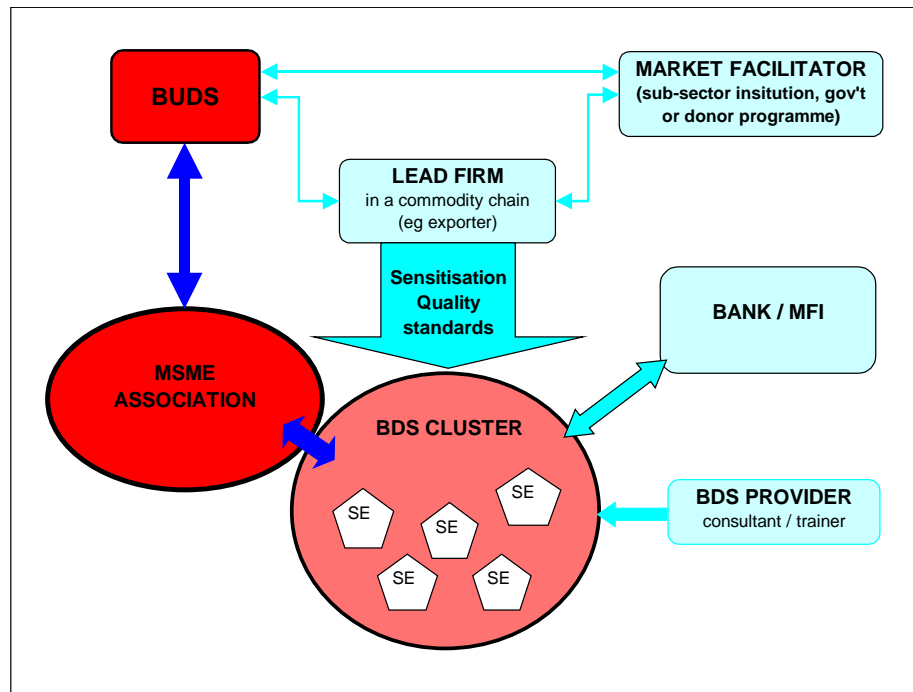 BUDS
MARKET FACILITATOR
(sub-sector insitution, gov't
or donor programme)
LEAD FIRM
in a commodity chain
(eg exporter)
Sensitisation
Quality
standards
BANK / MFI
MSME
ASSOCIATION
BDS CLUSTER
SE
SE
SE
SE
SE
BDS PROVIDER
consultant / trainer